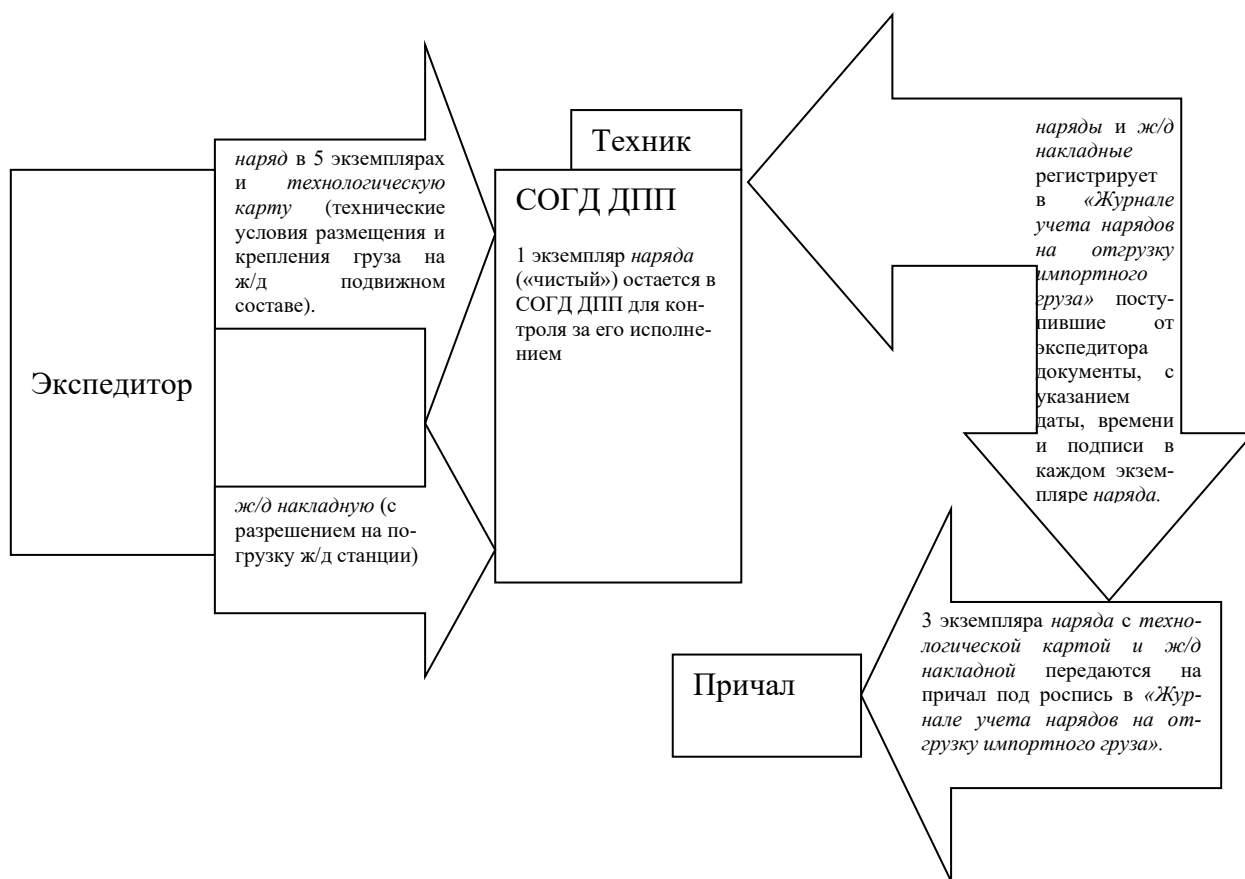 Экспедитор
наряд в 5 экземплярах
и технологическую
карту (технические
условия размещения и
крепления груза на
ж/д подвижном
составе).
ж/д накладную (с
разрешением на по-
грузку ж/д станции)
Техник
СОГД ДПП
1 экземпляр наряда
(«чистый») остается в
СОГД ДПП для кон-
троля за его исполне-
нием
наряды и ж/д
накладные
регистрирует
в «Журнале
учета нарядов
на отгрузку
импортного
груза» посту-
пившие от
экспедитора
документы, с
указанием
даты, времени
и подписи в
каждом экзем-
пляре наряда.
3 экземпляра наряда с техно-
логической картой и ж/д
накладной передаются на
причал под роспись в «Жур-
нале учета нарядов на от-
грузку импортного груза».
Причал